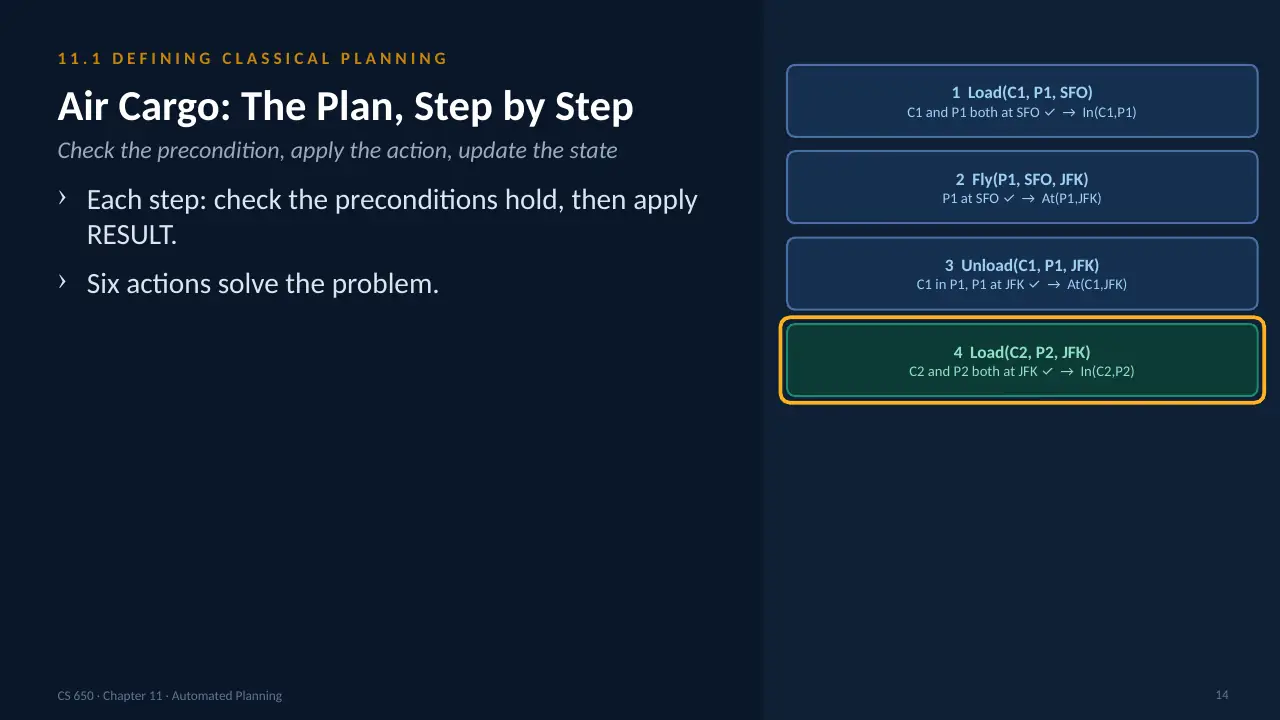 11.1 DEFINING CLASSICAL PLANNING
Air Cargo: The Plan, Step by Step
Check the precondition, apply the action, update the state
› Each step: check the preconditions hold, then apply
RESULT.
› Six actions solve the problem.
1 Load(C1, P1, SFO)
C1 and P1 both at SFO ✓ → In(C1,P1)
2 Fly(P1, SFO, JFK)
P1 at SFO ✓ → At(P1,JFK)
3 Unload(C1, P1, JFK)
C1 in P1, P1 at JFK ✓ → At(C1,JFK)
4 Load(C2, P2, JFK)
C2 and P2 both at JFK ✓ → In(C2,P2)
CS 650 · Chapter 11 · Automated Planning
14